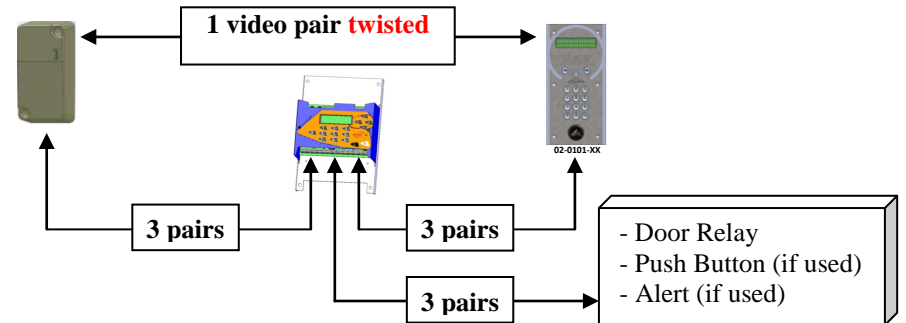 1 video pair twisted
02-0101-XX
3 pairs
3 pairs
- Door Relay
- Push Button (if used)
- Alert (if used)
3 pairs